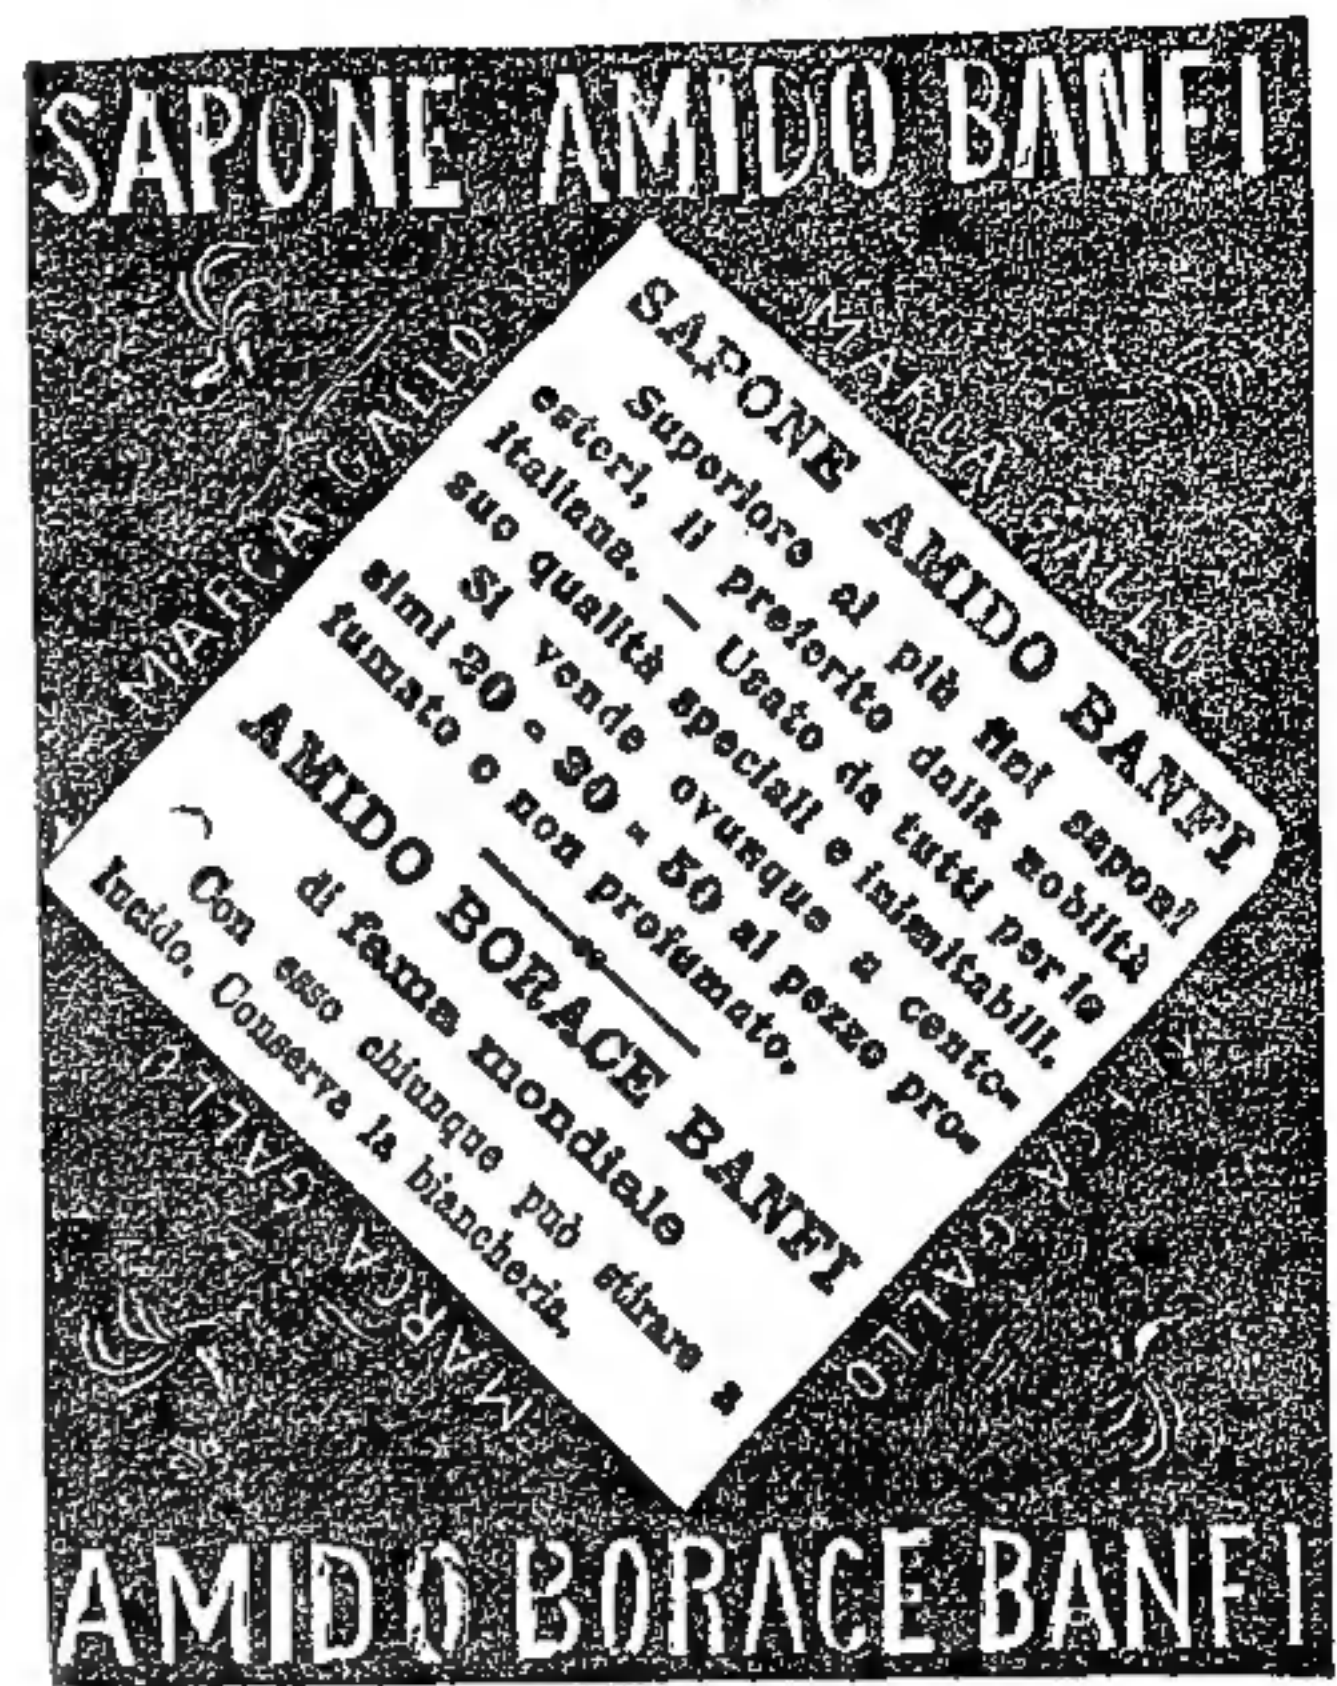 SAPONE AMIDO BANFI
MARCA GALLO
MARCA GALLO
SAPONE AMIDO BANFI
Superiore ai più fini saponi
esteri, il preferito dalla nobiltà
italiana. — Usato da tutti per le
sue qualità speciali e inimitabili.
Si vende ovunque a cento-
simi 20 - 30 - 50 al pezzo pro-
fumato o non profumato.
AMIDO BORACE BANFI
di fama mondiale
Con esso chiunque può stirare a
lucido. Conserva la biancheria.
MARCA GALLO
MARCA GALLO
AMIDO BORACE BANFI